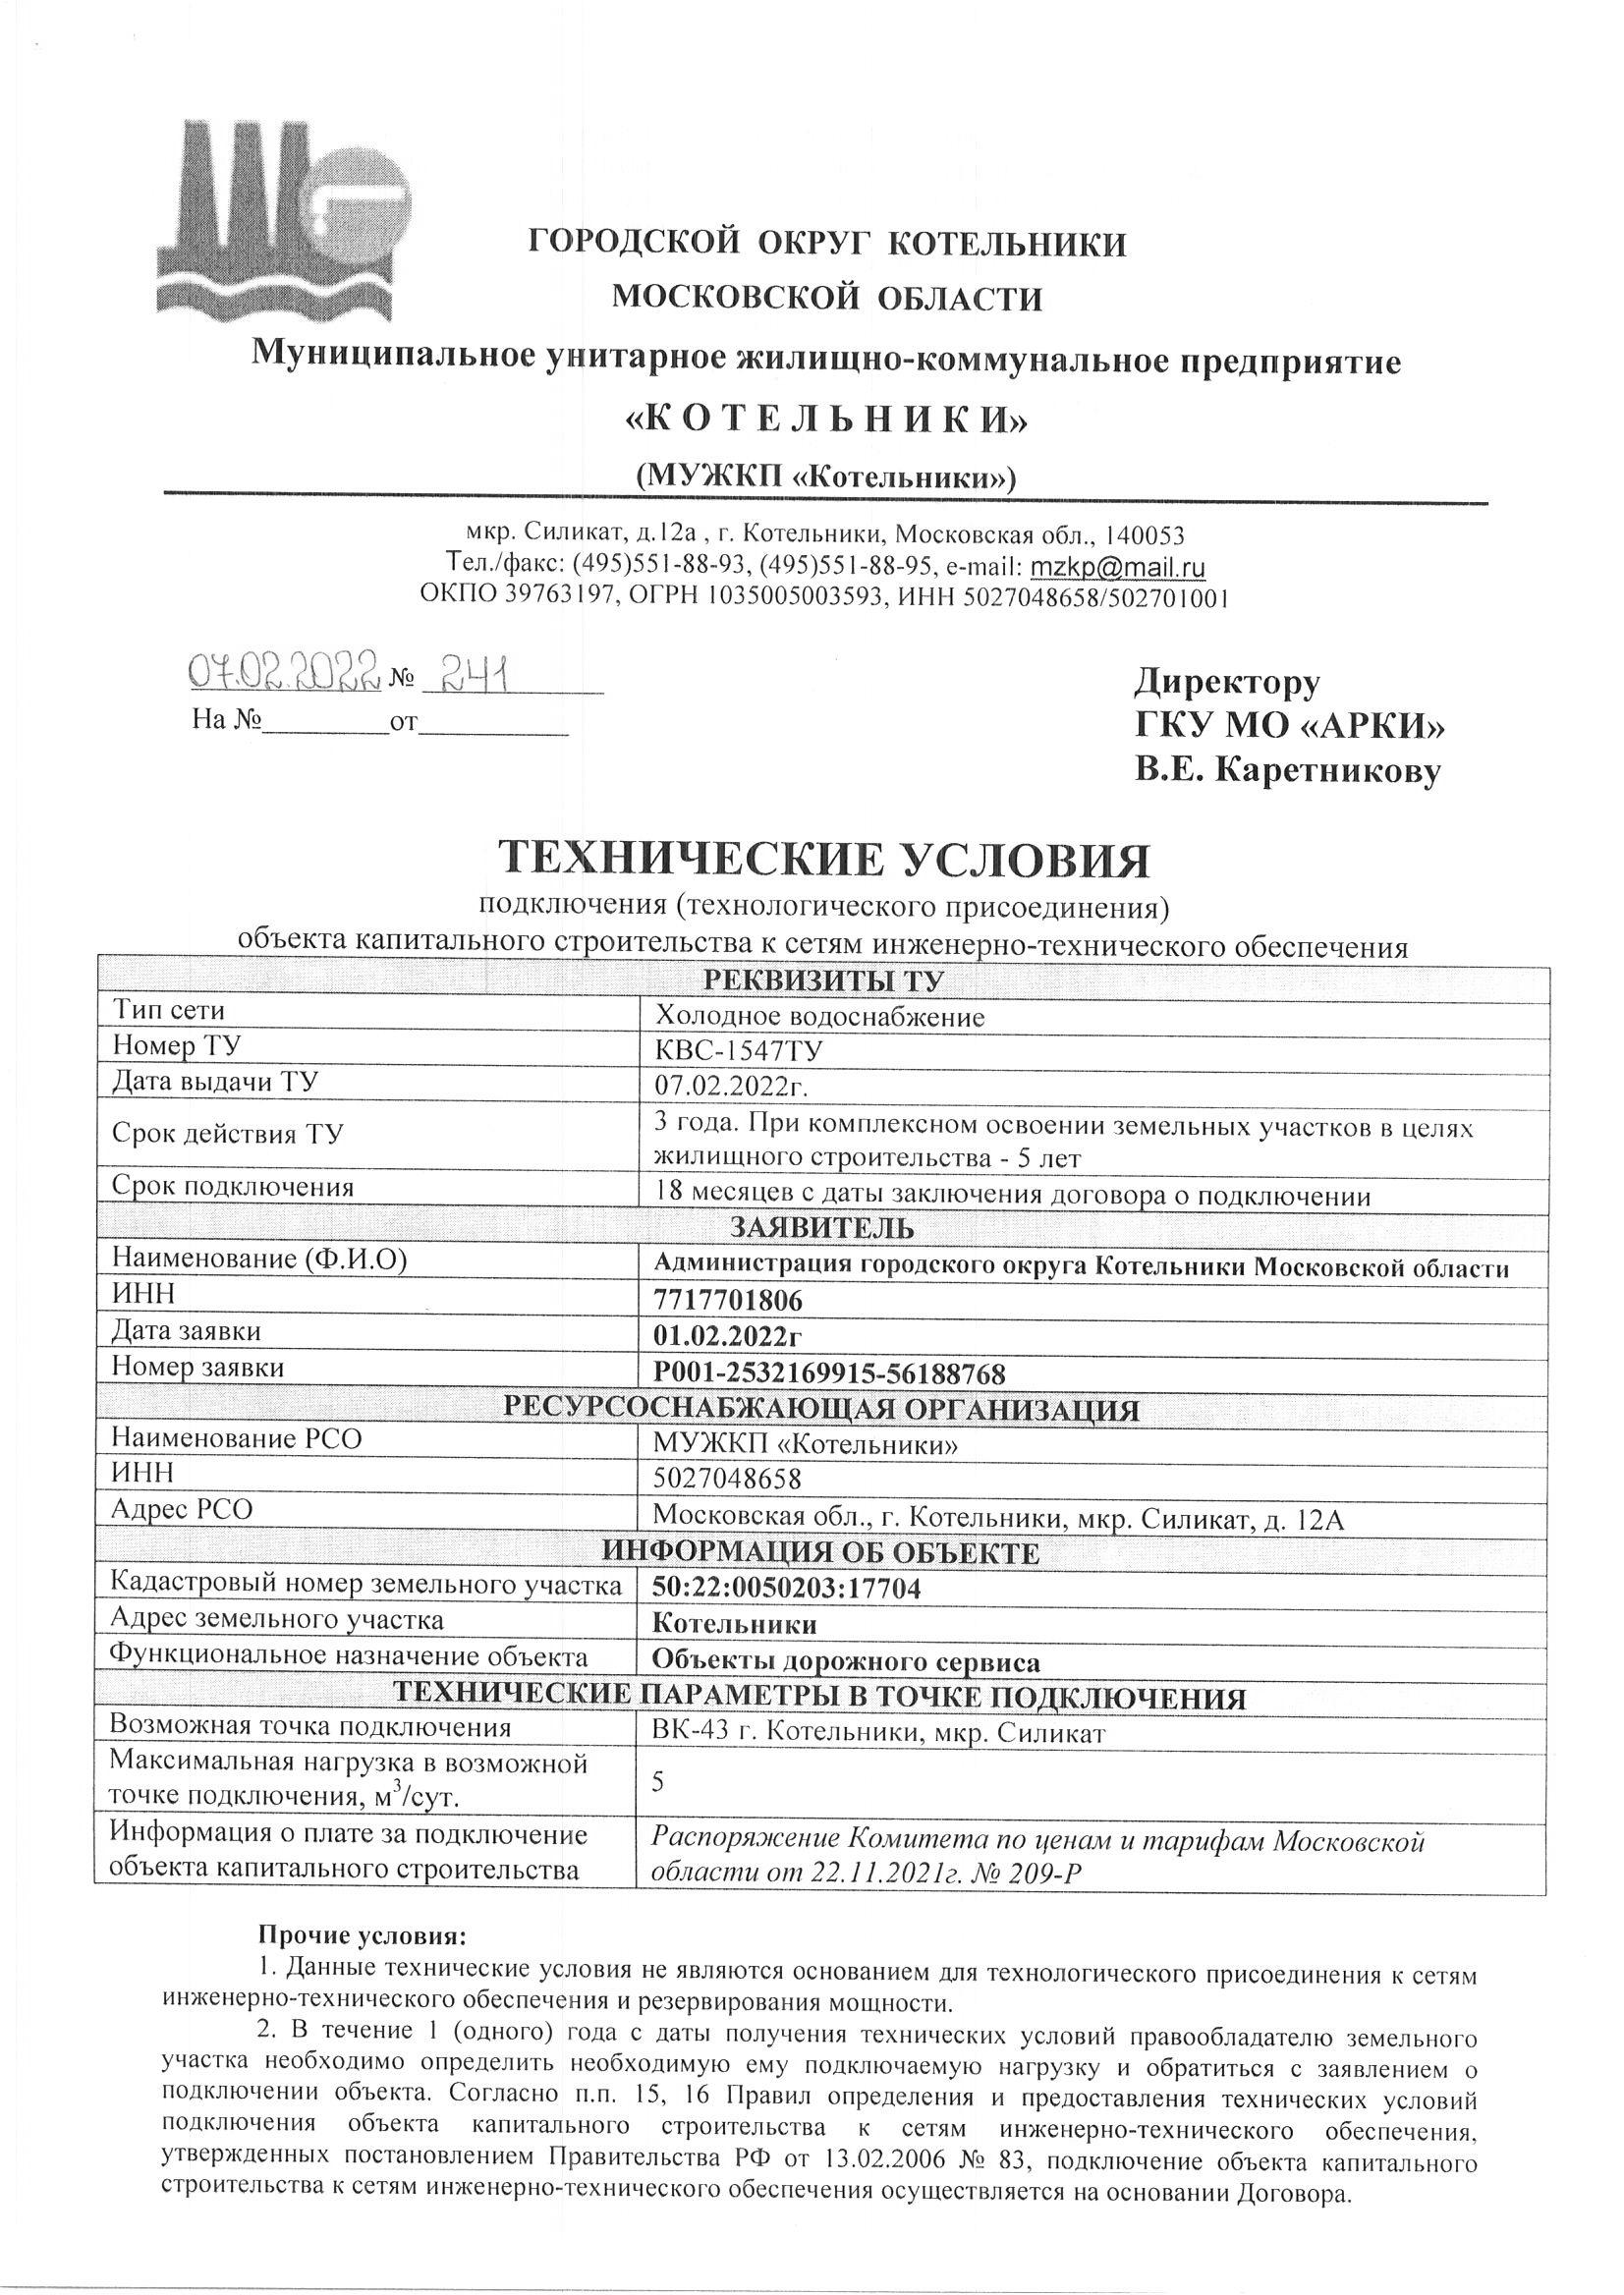 ГОРОДСКОЙ ОКРУГ КОТЕЛЬНИКИ
МОСКОВСКОЙ ОБЛАСТИ
Муниципальное унитарное жилищно-коммунальное предприятие
«К О Т Е Л Ь Н И К И»
(МУЖКП «Котельники»)
мкр. Силикат, д.12а , г. Котельники, Московская обл., 140053
Тел./факс: (495)551-88-93, (495)551-88-95, e-mail: mzkp@mail.ru
ОКПО 39763197, ОГРН 1035005003593, ИНН 5027048658/502701001
07.02.2022 № 241
На №_________от__________
Директору
ГКУ МО «АРКИ»
В.Е. Каретникову
ТЕХНИЧЕСКИЕ УСЛОВИЯ
подключения (технологического присоединения)
объекта капитального строительства к сетям инженерно-технического обеспечения
РЕКВИЗИТЫ ТУ
Тип сети Холодное водоснабжение
Номер ТУ КВС-1547ТУ
Дата выдачи ТУ 07.02.2022г.
Срок действия ТУ 3 года. При комплексном освоении земельных участков в целях
жилищного строительства - 5 лет
Срок подключения 18 месяцев с даты заключения договора о подключении
ЗАЯВИТЕЛЬ
Наименование (Ф.И.О) Администрация городского округа Котельники Московской области
ИНН 7717701806
Дата заявки 01.02.2022г
Номер заявки Р001-2532169915-56188768
РЕСУРСОСНАБЖАЮЩАЯ ОРГАНИЗАЦИЯ
Наименование РСО МУЖКП «Котельники»
ИНН 5027048658
Адрес РСО Московская обл., г. Котельники, мкр. Силикат, д. 12А
ИНФОРМАЦИЯ ОБ ОБЪЕКТЕ
Кадастровый номер земельного участка 50:22:0050203:17704
Адрес земельного участка Котельники
Функциональное назначение объекта Объекты дорожного сервиса
ТЕХНИЧЕСКИЕ ПАРАМЕТРЫ В ТОЧКЕ ПОДКЛЮЧЕНИЯ
Возможная точка подключения ВК-43 г. Котельники, мкр. Силикат
Максимальная нагрузка в возможной
точке подключения, м³/сут. 5
Информация о плате за подключение
объекта капитального строительства
Распоряжение Комитета по ценам и тарифам Московской
области от 22.11.2021г. № 209-Р
Прочие условия:
1. Данные технические условия не являются основанием для технологического присоединения к сетям
инженерно-технического обеспечения и резервирования мощности.
2. В течение 1 (одного) года с даты получения технических условий правообладателю земельного
участка необходимо определить необходимую ему подключаемую нагрузку и обратиться с заявлением о
подключении объекта. Согласно п.п. 15, 16 Правил определения и предоставления технических условий
подключения объекта капитального строительства к сетям инженерно-технического обеспечения,
утвержденных постановлением Правительства РФ от 13.02.2006 № 83, подключение объекта капитального
строительства к сетям инженерно-технического обеспечения осуществляется на основании Договора.